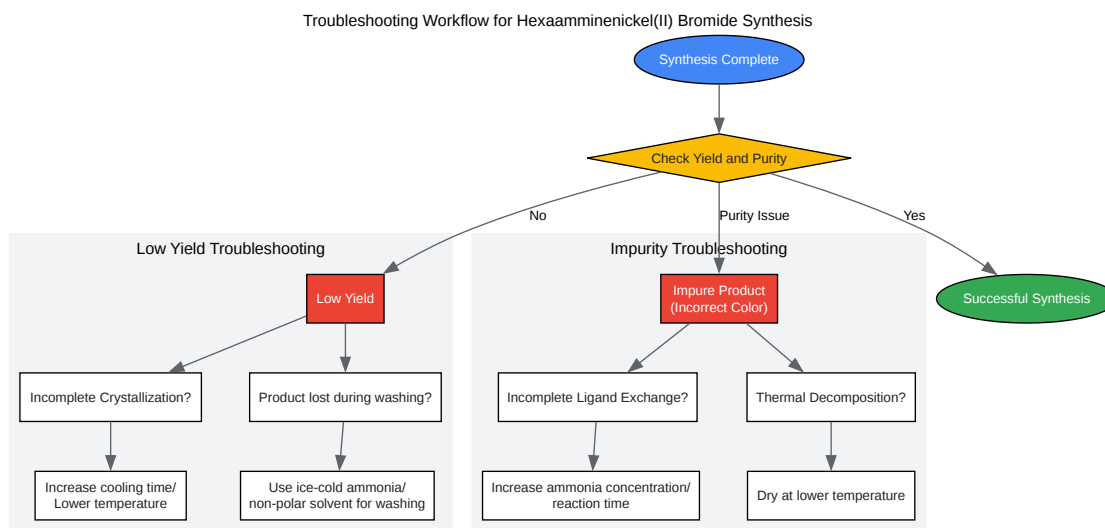 Troubleshooting Workflow for Hexaamminenickel(II) Bromide Synthesis
Synthesis Complete
Check Yield and Purity
No
Purity Issue
Yes
Low Yield Troubleshooting
Impurity Troubleshooting
Low Yield
Impure Product
(Incorrect Color)
Successful Synthesis
Incomplete Crystallization?
Product lost during washing?
Incomplete Ligand Exchange?
Thermal Decomposition?
Increase cooling time/
Lower temperature
Use ice-cold ammonia/
non-polar solvent for washing
Increase ammonia concentration/
reaction time
Dry at lower temperature